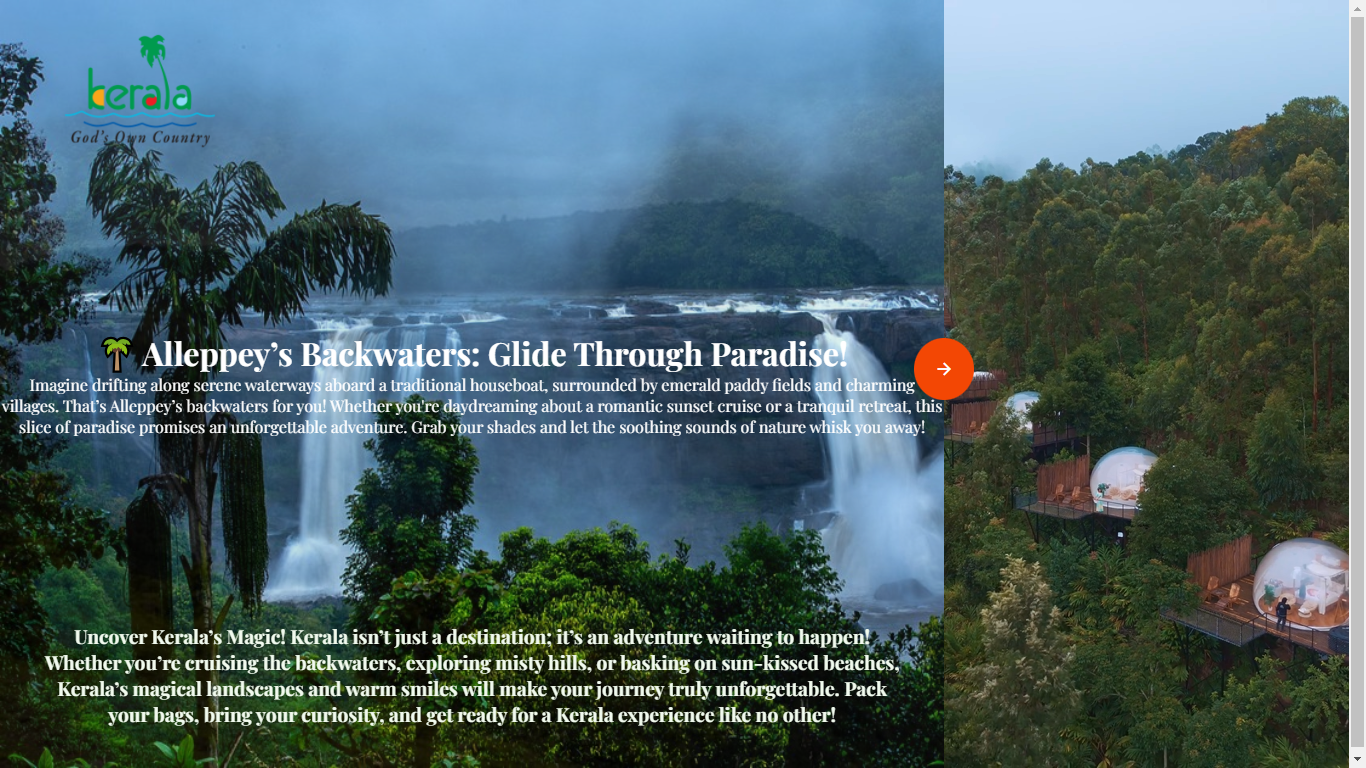 kerala
God's Own Country
🌴 Alleppey’s Backwaters: Glide Through Paradise!
Imagine drifting along serene waterways aboard a traditional houseboat, surrounded by emerald paddy fields and charming
villages. That’s Alleppey’s backwaters for you! Whether you're daydreaming about a romantic sunset cruise or a tranquil retreat, this
slice of paradise promises an unforgettable adventure. Grab your shades and let the soothing sounds of nature whisk you away!
Uncover Kerala’s Magic! Kerala isn’t just a destination; it’s an adventure waiting to happen!
Whether you’re cruising the backwaters, exploring misty hills, or basking on sun-kissed beaches,
Kerala’s magical landscapes and warm smiles will make your journey truly unforgettable. Pack
your bags, bring your curiosity, and get ready for a Kerala experience like no other!